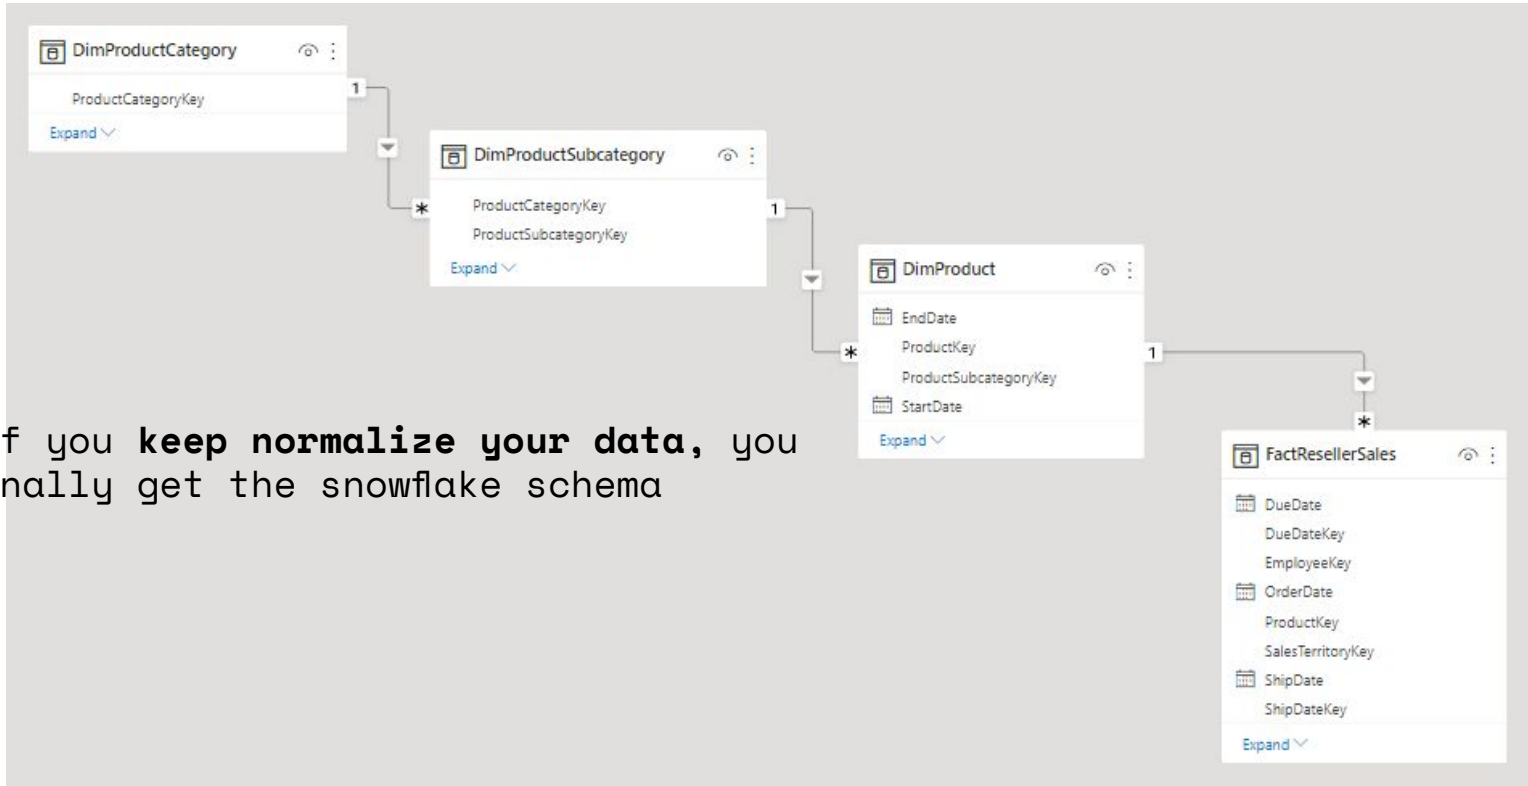 DimProductCategory
ProductCategoryKey
Expand
1
*
DimProductSubcategory
ProductCategoryKey
ProductSubcategoryKey
Expand
1
*
DimProduct
EndDate
ProductKey
ProductSubcategoryKey
StartDate
Expand
1
*
f you keep normalize your data, you
nally get the snowflake schema
FactResellerSales
DueDate
DueDateKey
EmployeeKey
OrderDate
ProductKey
SalesTerritoryKey
ShipDate
ShipDateKey
Expand